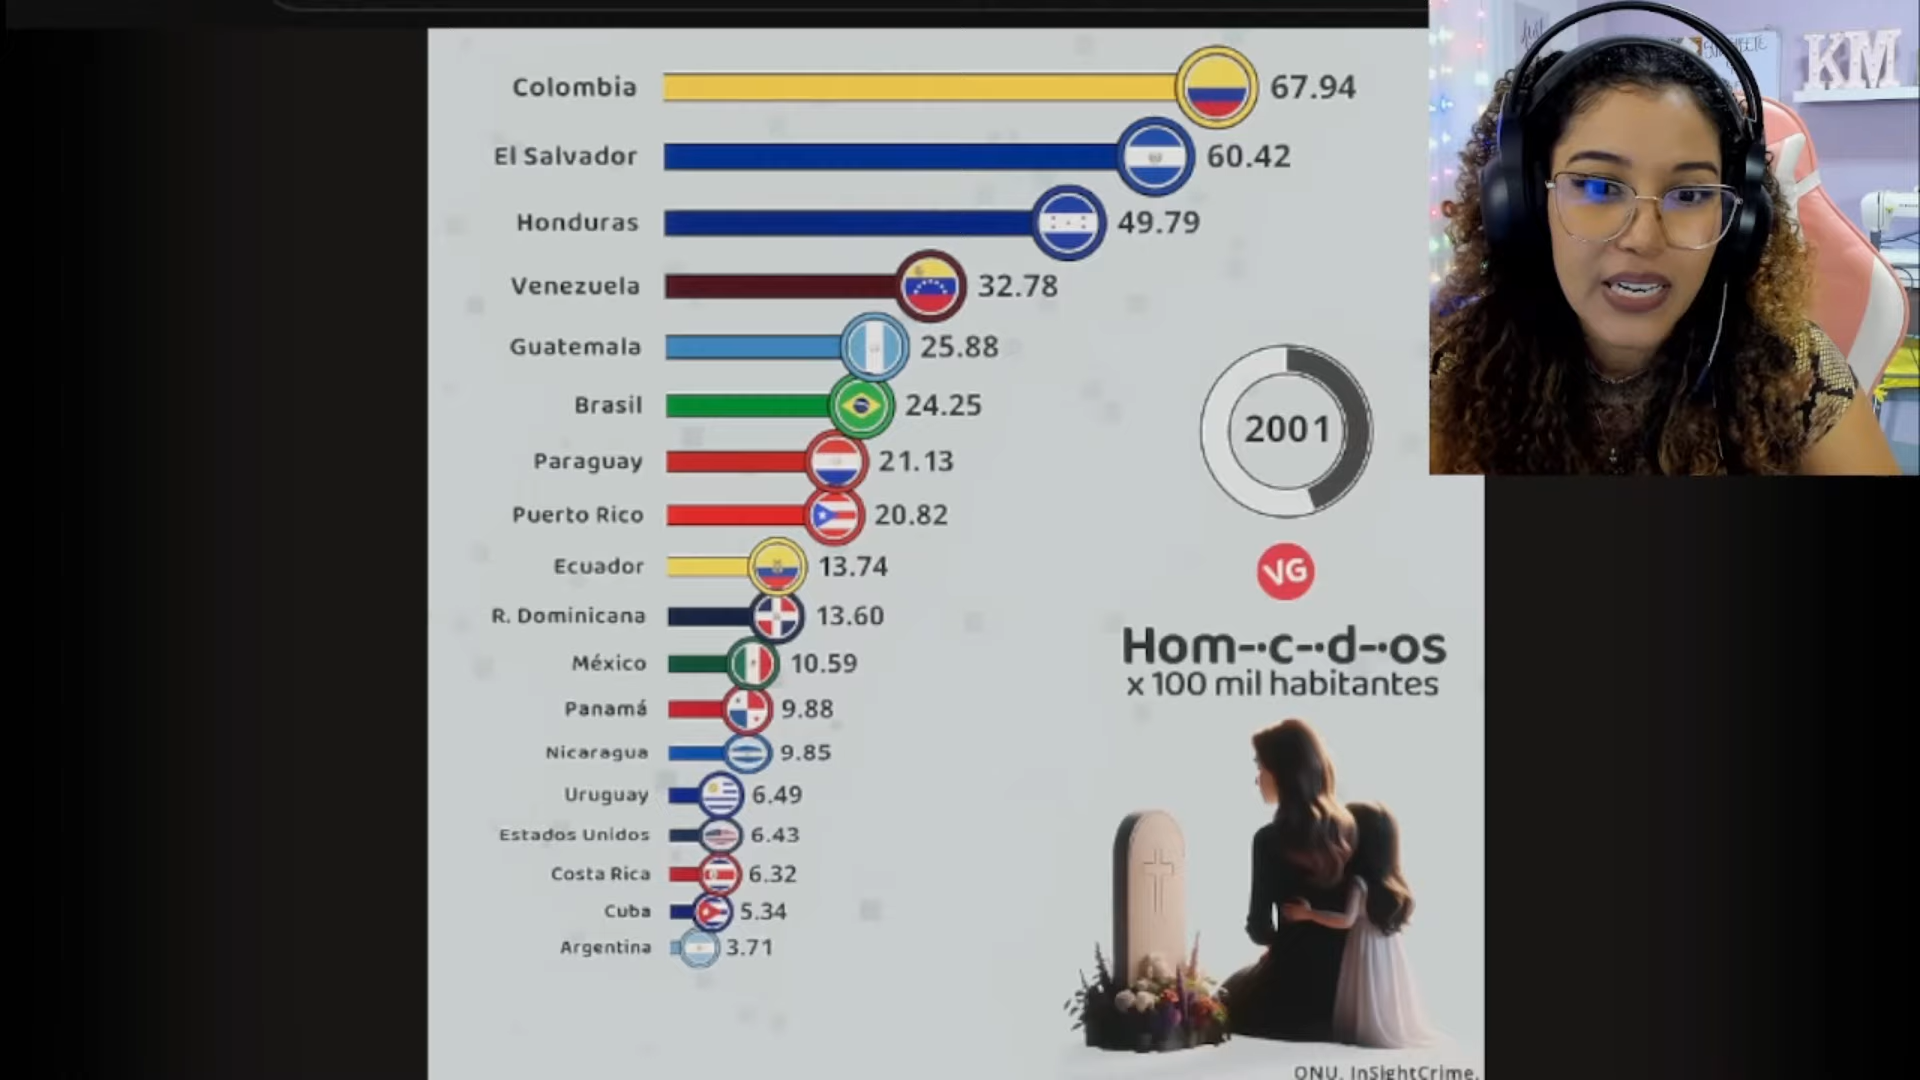 Colombia 67.94
El Salvador 60.42
Honduras 49.79
Venezuela 32.78
Guatemala 25.88
Brasil 24.25
Paraguay 21.13
Puerto Rico 20.82
Ecuador 13.74
R. Dominicana 13.60
México 10.59
Panamá 9.88
Nicaragua 9.85
Uruguay 6.49
Estados Unidos 6.43
Costa Rica 6.32
Cuba 5.34
Argentina 3.71
2001
VG
Hom-·c-·d-·os
x 100 mil habitantes
ONU, InSightCrime.
KM